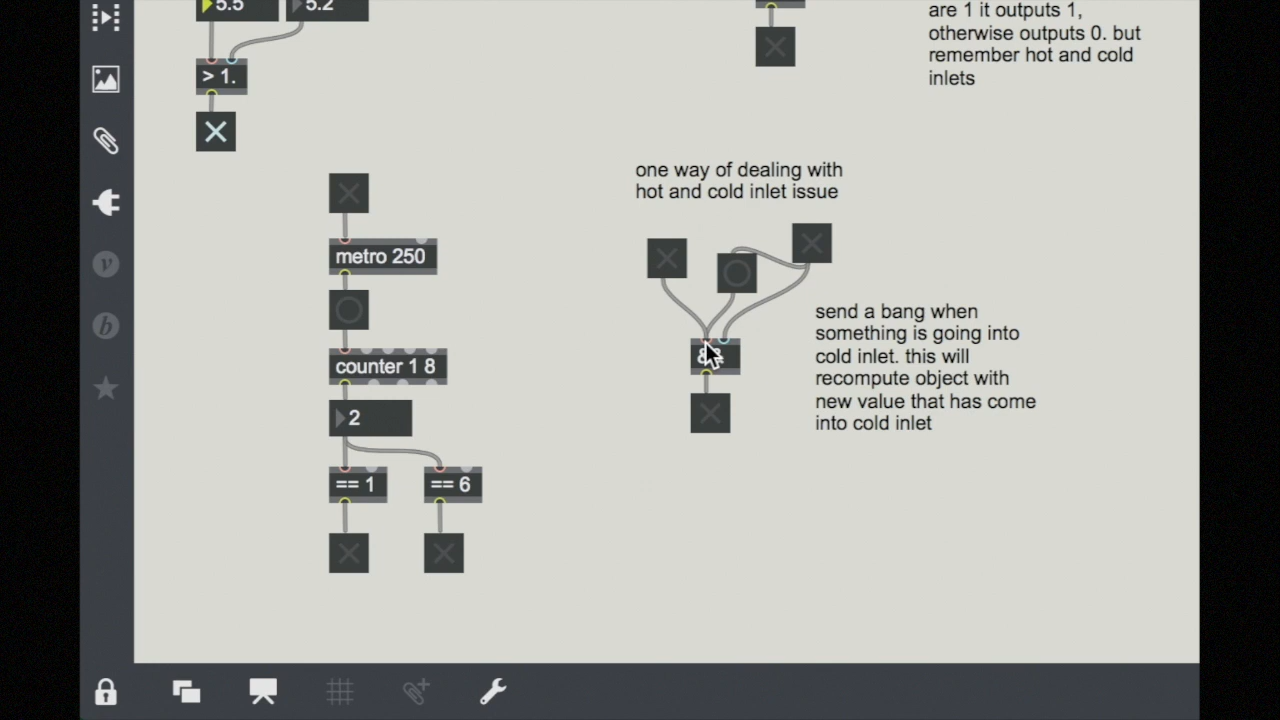 5.5
5.2
are 1 it outputs 1,
otherwise outputs 0. but
remember hot and cold
inlets
> 1.
one way of dealing with
hot and cold inlet issue
metro 250
send a bang when
something is going into
cold inlet. this will
recompute object with
new value that has come
into cold inlet
counter 1 8
2
== 1
== 6